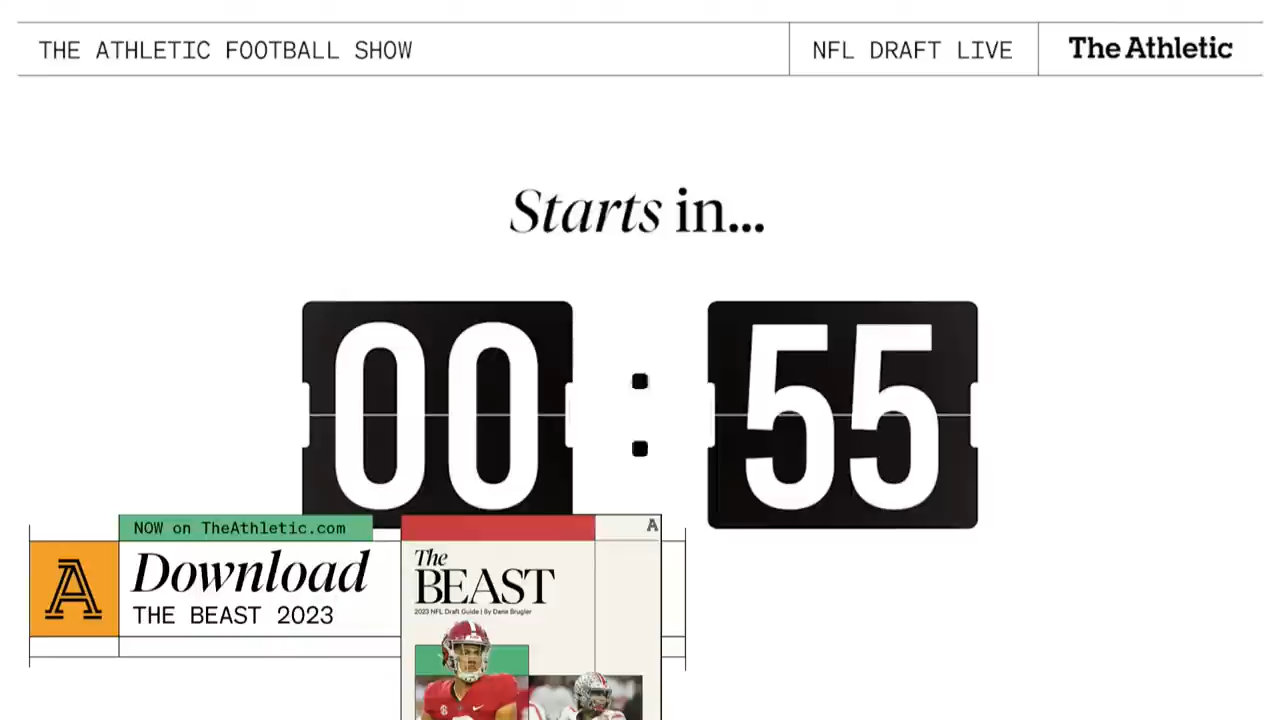 THE ATHLETIC FOOTBALL SHOW
NFL DRAFT LIVE
The Athletic
Starts in...
00 : 55
NOW on TheAthletic.com
A
Download
THE BEAST 2023
A
The
BEAST
2023 NFL Draft Guide | By Dane Brugler